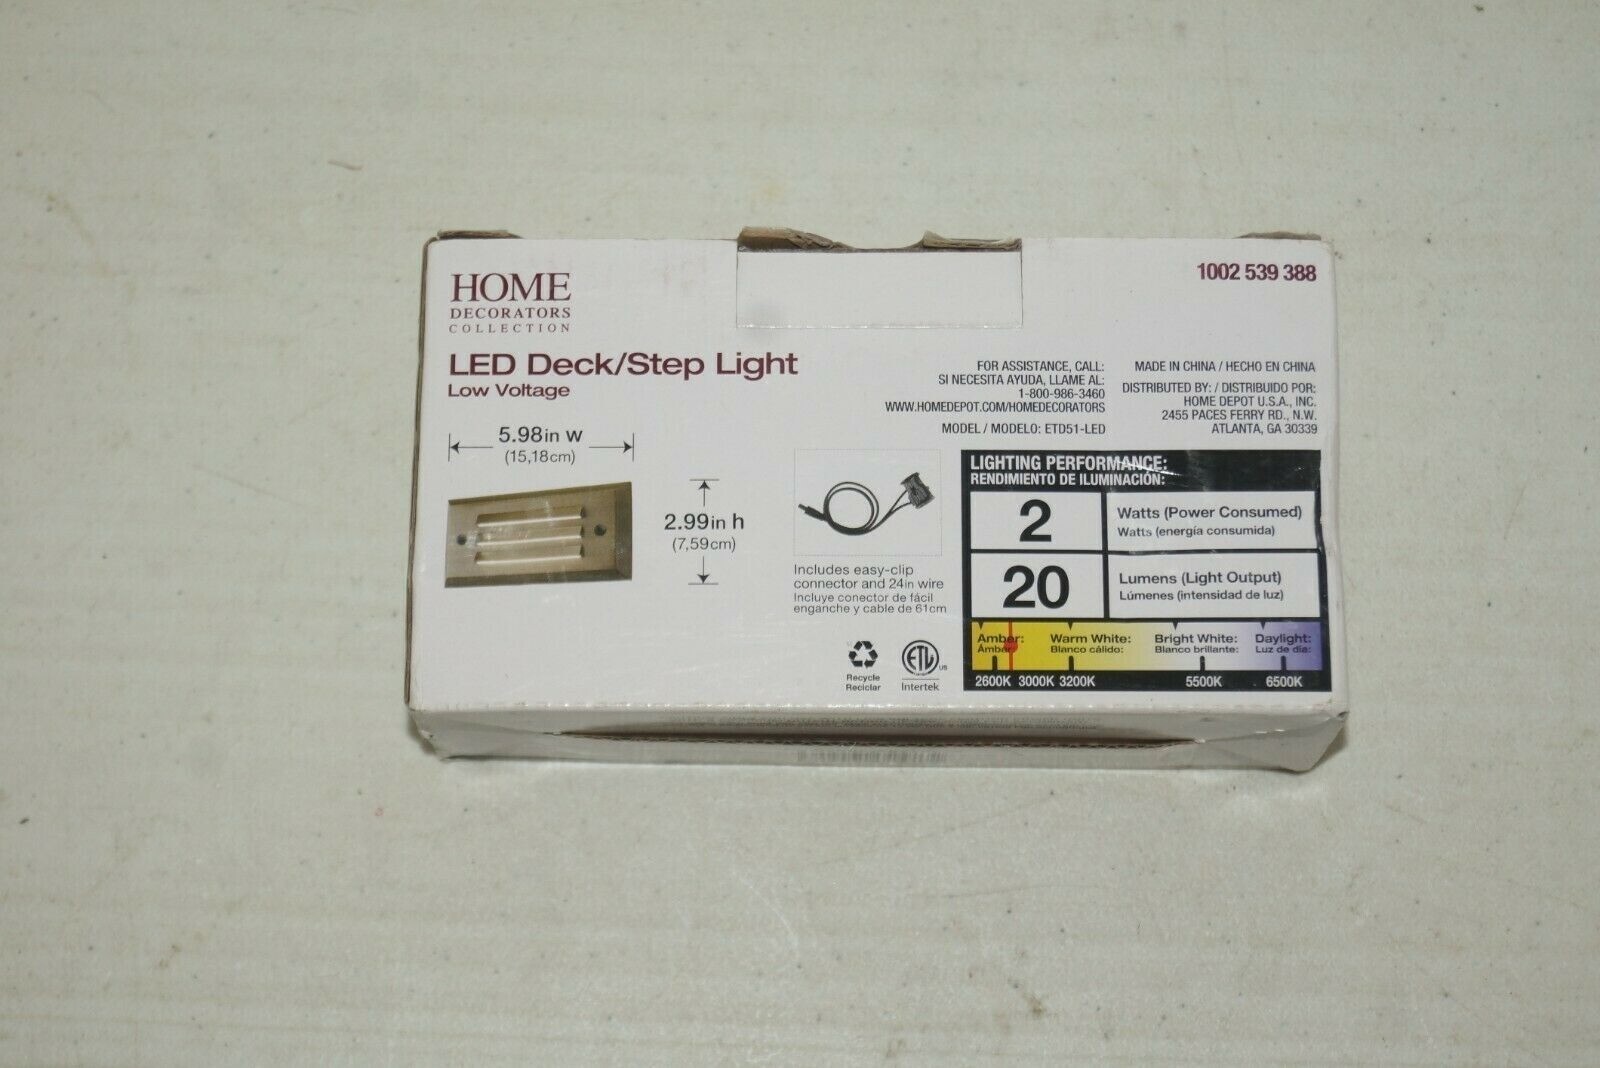 HOME
DECORATORS
COLLECTION
1002 539 388
LED Deck/Step Light
Low Voltage
5.98in w
(15,18cm)
2.99in h
(7,59cm)
FOR ASSISTANCE, CALL:
SI NECESITA AYUDA, LLAME AL:
1-800-986-3460
WWW.HOMEDEPOT.COM/HOMEDECORATORS
MODEL / MODELO: ETD51-LED
MADE IN CHINA / HECHO EN CHINA
DISTRIBUTED BY: / DISTRIBUIDO POR:
HOME DEPOT U.S.A., INC.
2455 PACES FERRY RD., N.W.
ATLANTA, GA 30339
Includes easy-clip
connector and 24in wire
Incluye conector de fácil
enganche y cable de 61cm
Recycle
Reciclar
ETL
US
Intertek
LIGHTING PERFORMANCE:
RENDIMIENTO DE ILUMINACIÓN:
2
Watts (Power Consumed)
Watts (energía consumida)
20
Lumens (Light Output)
Lúmenes (intensidad de luz)
Amber: Warm White: Bright White: Daylight:
Ámbar Blanco cálido: Blanco brillante: Luz de día:
2600K 3000K 3200K 5500K 6500K